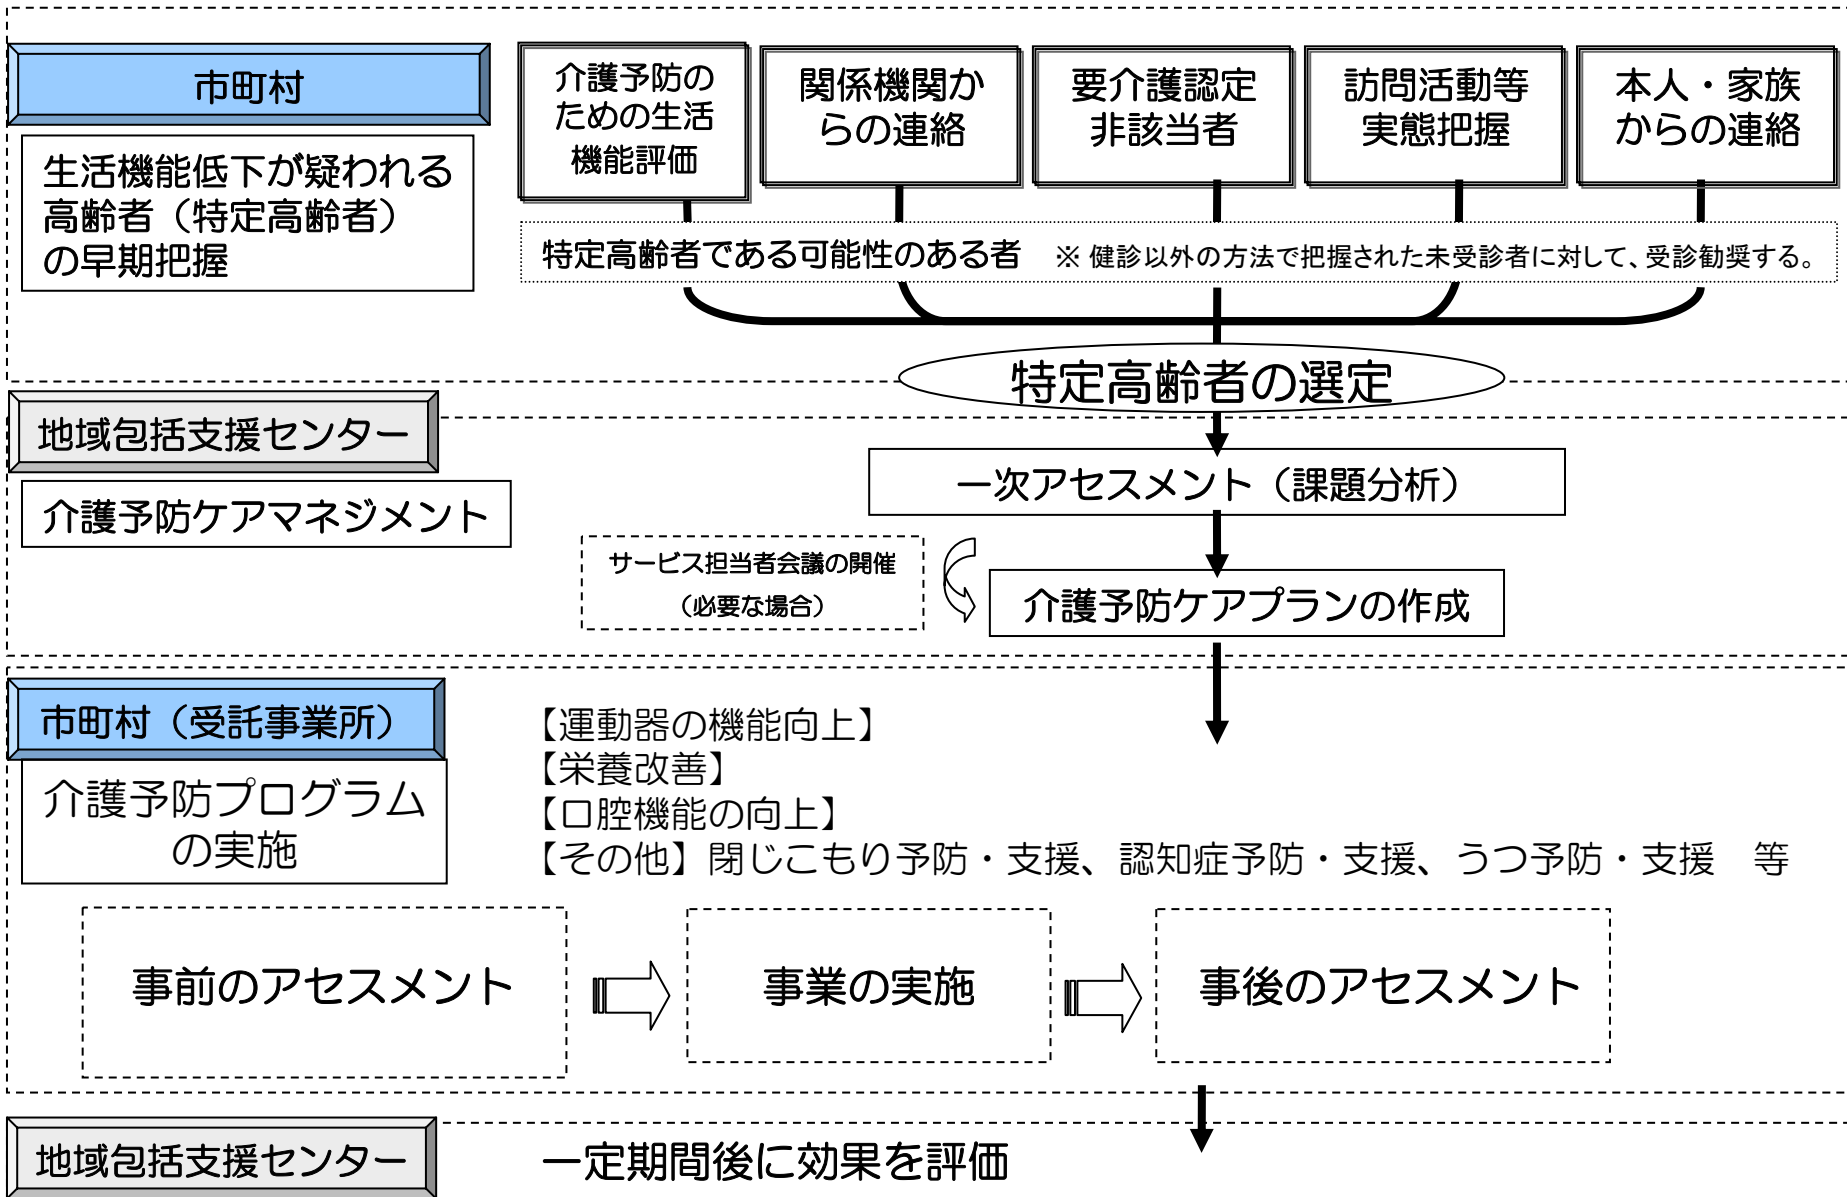 市町村
生活機能低下が疑われる
高齢者（特定高齢者）
の早期把握
介護予防の
ための生活
機能評価
関係機関か
らの連絡
要介護認定
非該当者
訪問活動等
実態把握
本人・家族
からの連絡
特定高齢者である可能性のある者　※ 健診以外の方法で把握された未受診者に対して、受診勧奨する。
特定高齢者の選定
地域包括支援センター
介護予防ケアマネジメント
一次アセスメント（課題分析）
サービス担当者会議の開催
（必要な場合）
介護予防ケアプランの作成
市町村（受託事業所）
介護予防プログラム
の実施
【運動器の機能向上】
【栄養改善】
【口腔機能の向上】
【その他】閉じこもり予防・支援、認知症予防・支援、うつ予防・支援　等
事前のアセスメント
事業の実施
事後のアセスメント
地域包括支援センター
一定期間後に効果を評価